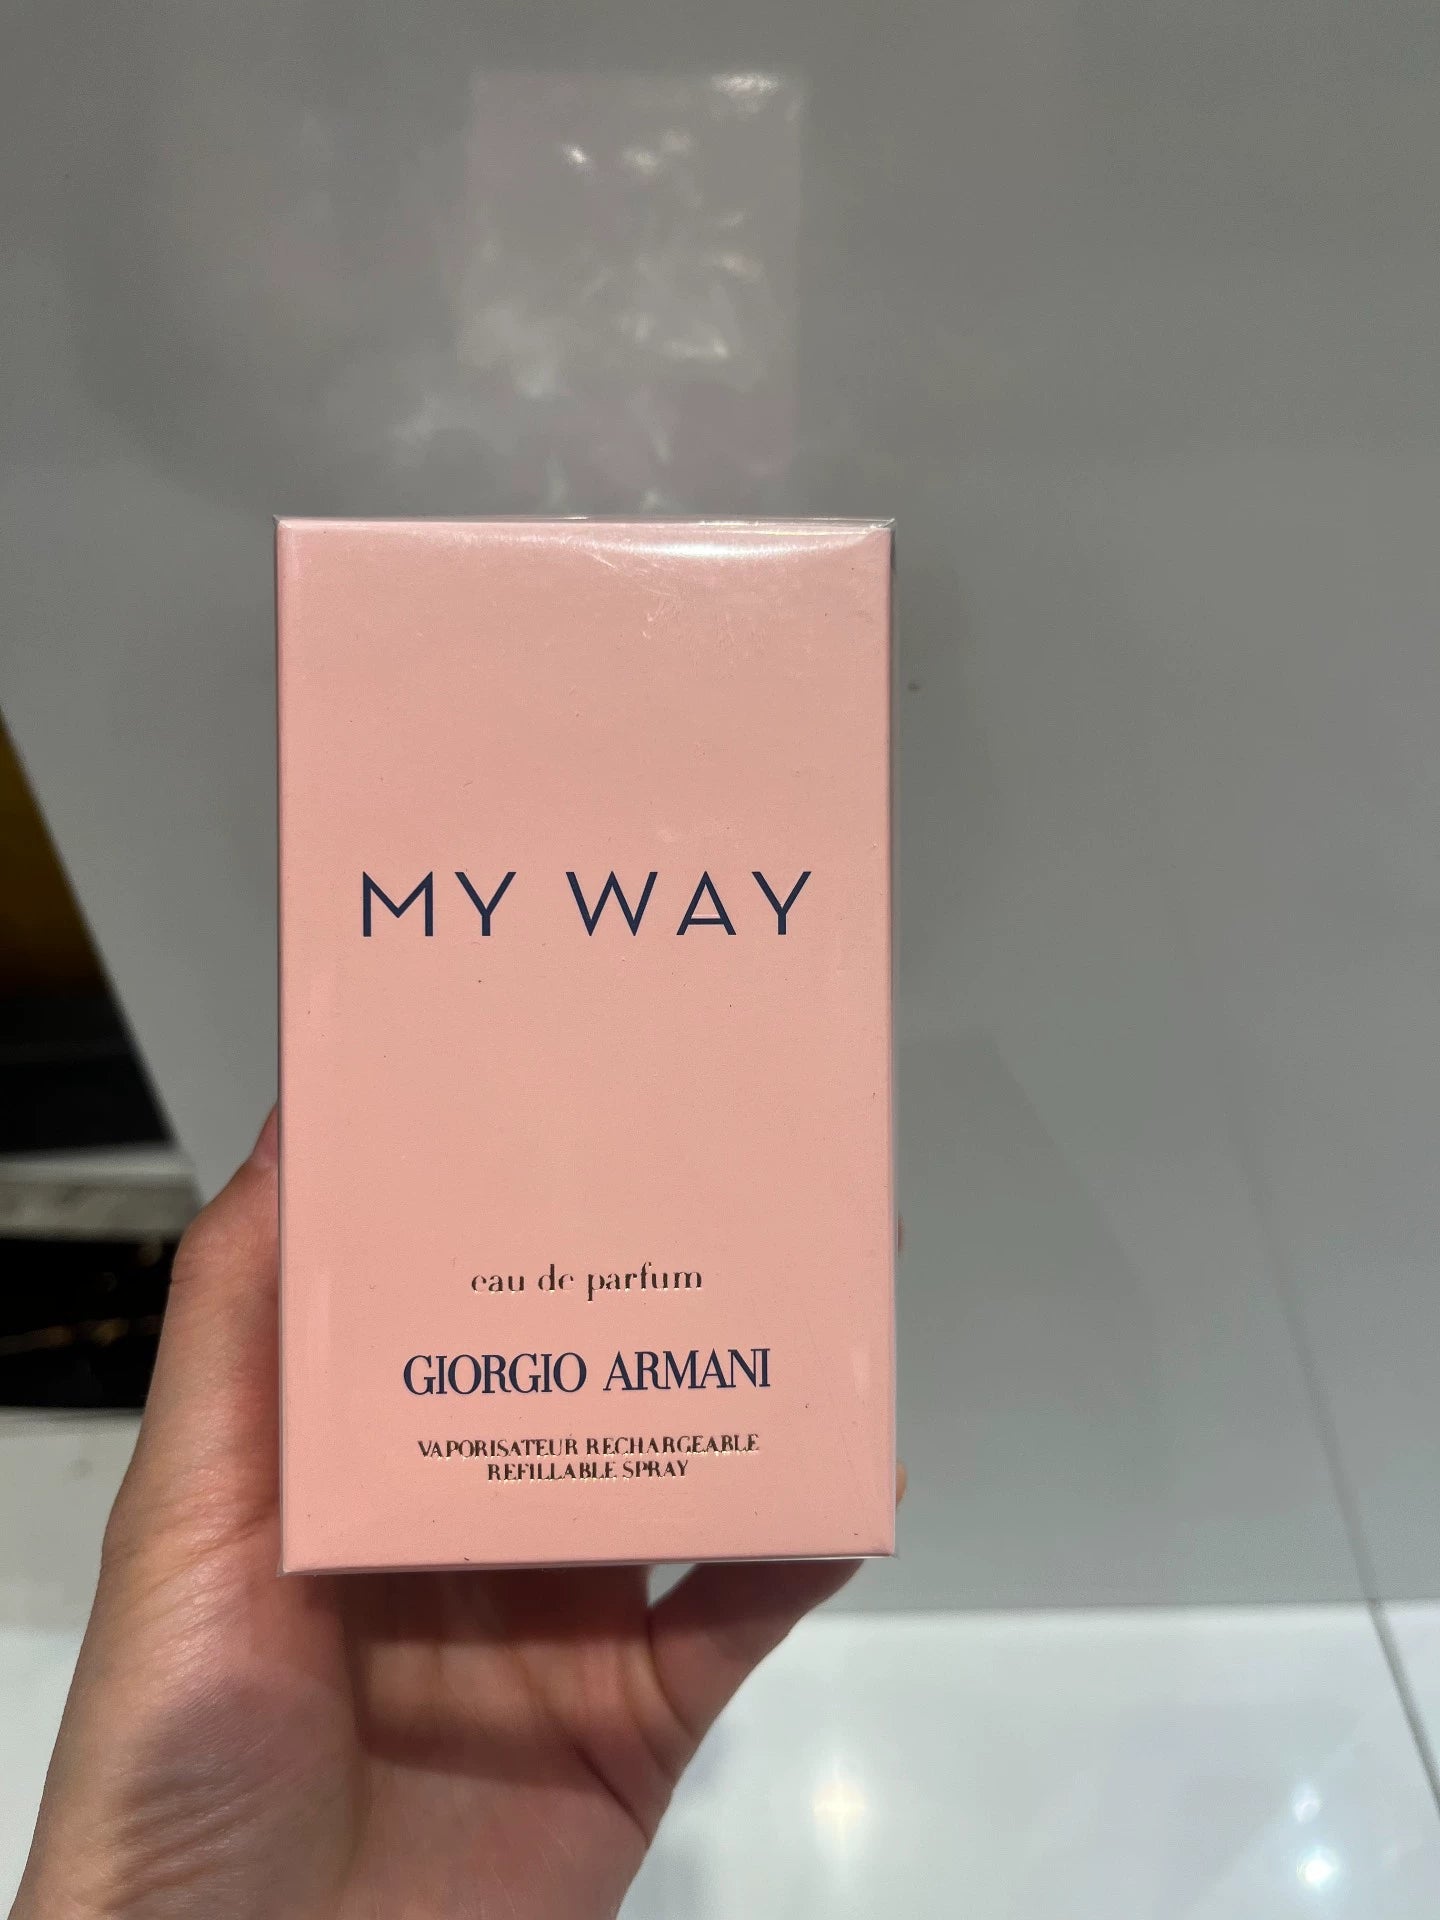 MY WAY
eau de parfum
GIORGIO ARMANI
VAPORISATEUR RECHARGEABLE
REFILLABLE SPRAY